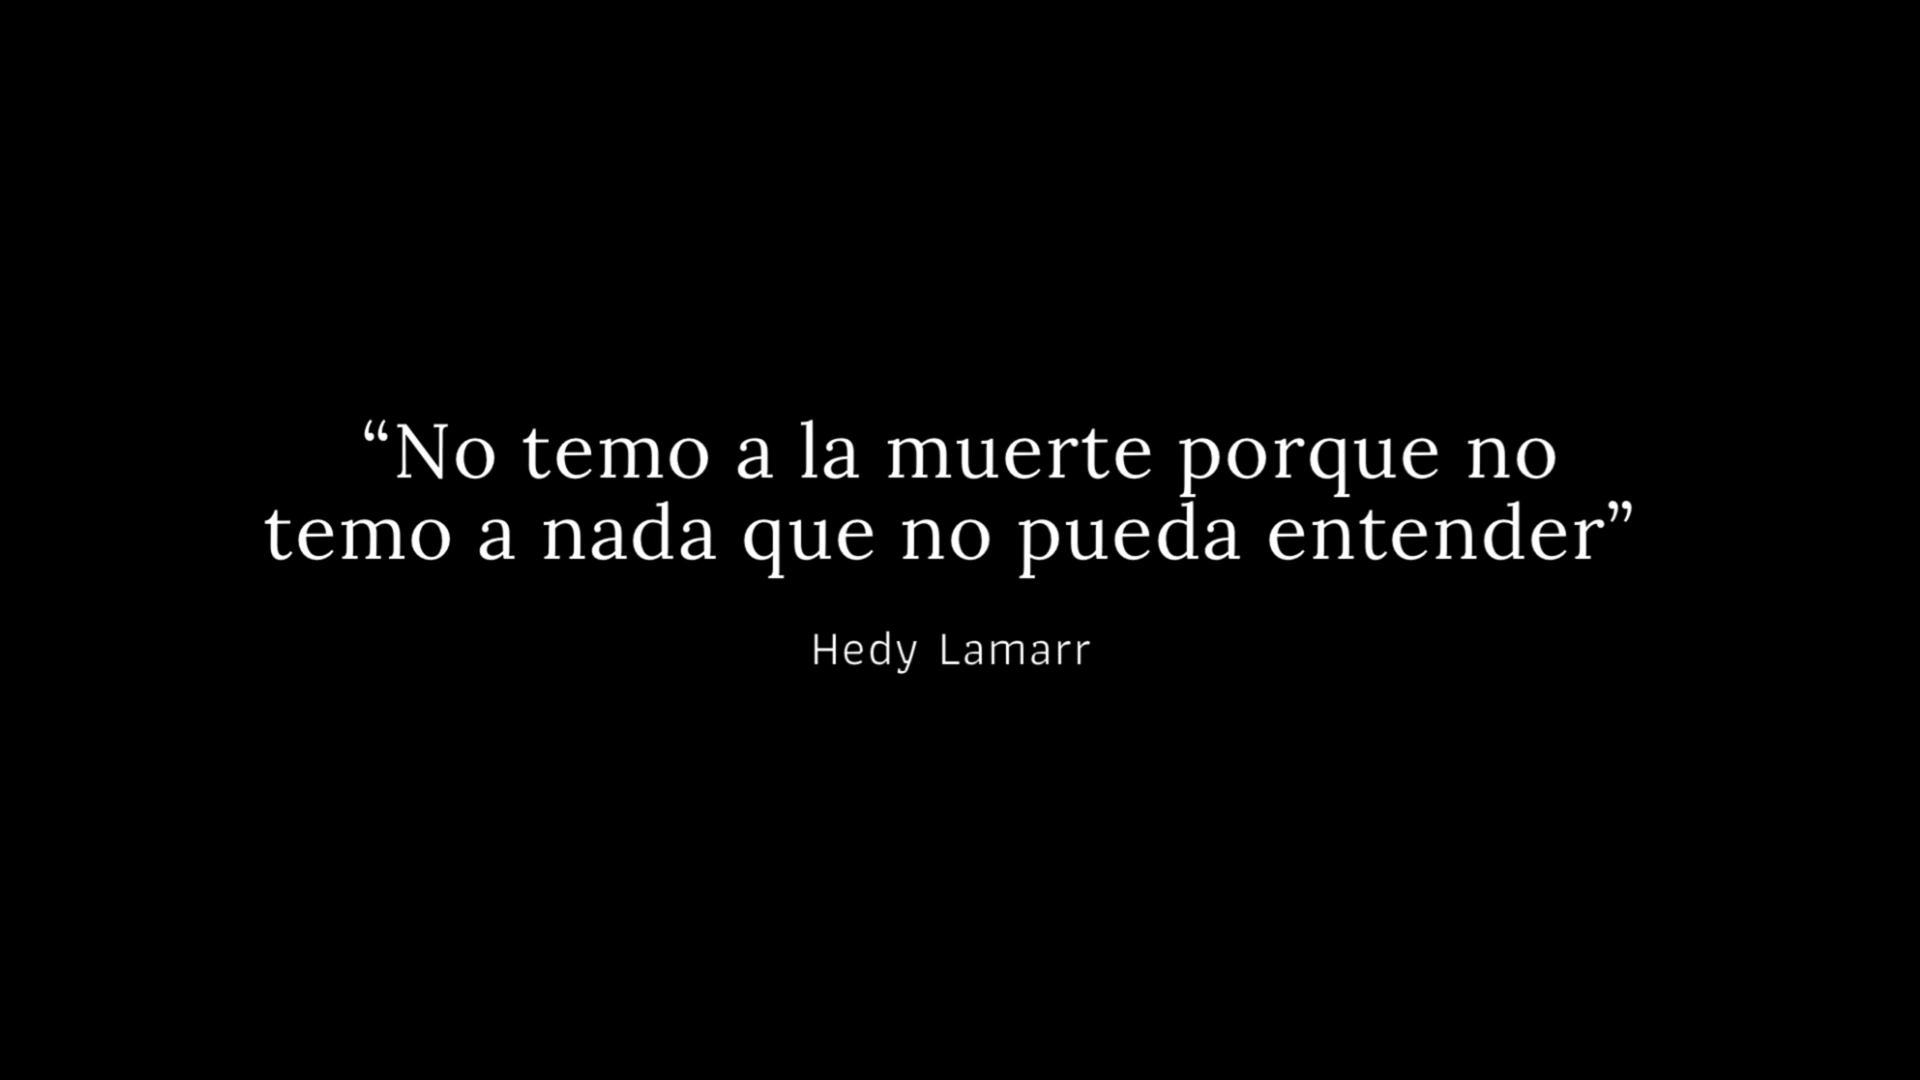 “No temo a la muerte porque no
temo a nada que no pueda entender”
Hedy Lamarr